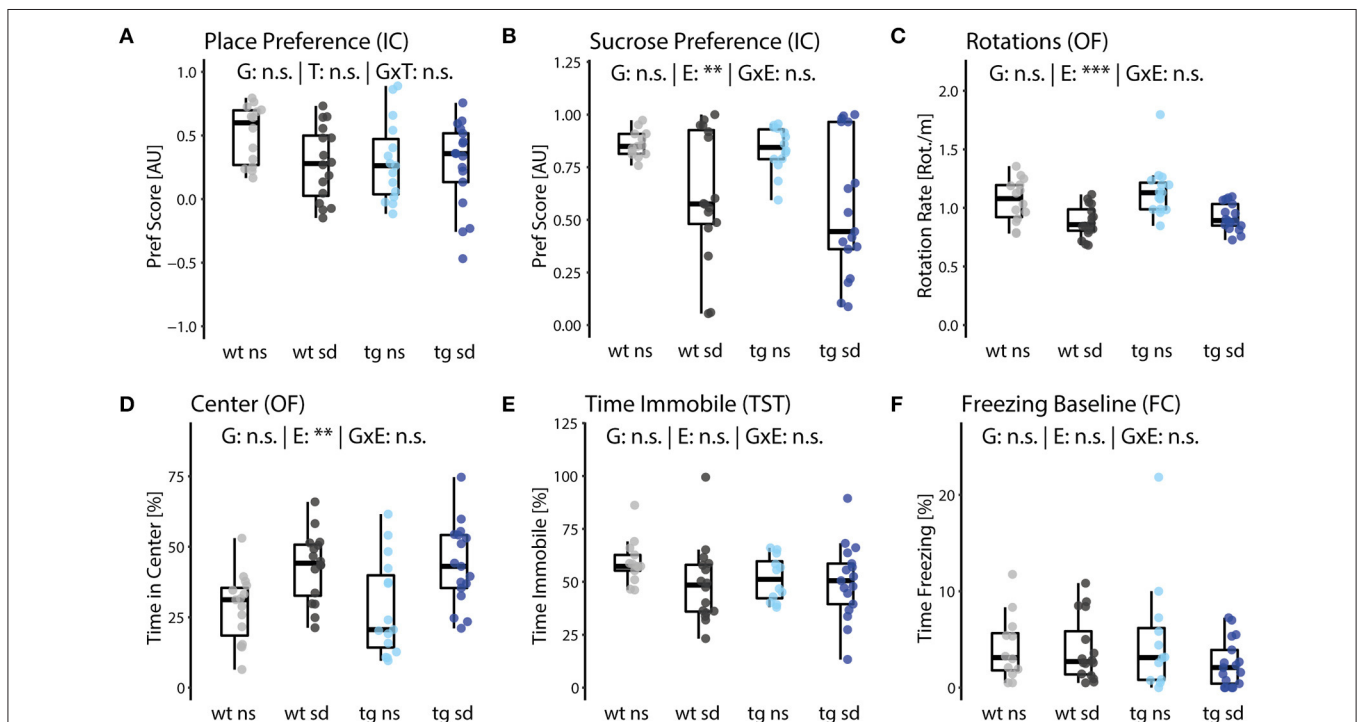 A Place Preference (IC)
G: n.s. | T: n.s. | GxT: n.s.
Pref Score [AU]
1.0
0.5
0.0
−0.5
−1.0
wt ns wt sd tg ns tg sd
B Sucrose Preference (IC)
G: n.s. | E: ** | GxE: n.s.
Pref Score [AU]
1.25
1.00
0.75
0.50
0.25
0.00
wt ns wt sd tg ns tg sd
C Rotations (OF)
G: n.s. | E: *** | GxE: n.s.
Rotation Rate [Rot./m]
2.0
1.5
1.0
0.5
0.0
wt ns wt sd tg ns tg sd
D Center (OF)
G: n.s. | E: ** | GxE: n.s.
Time in Center [%]
75
50
25
0
wt ns wt sd tg ns tg sd
E Time Immobile (TST)
G: n.s. | E: n.s. | GxE: n.s.
Time Immobile [%]
125
100
75
50
25
0
wt ns wt sd tg ns tg sd
F Freezing Baseline (FC)
G: n.s. | E: n.s. | GxE: n.s.
Time Freezing [%]
20
10
0
wt ns wt sd tg ns tg sd